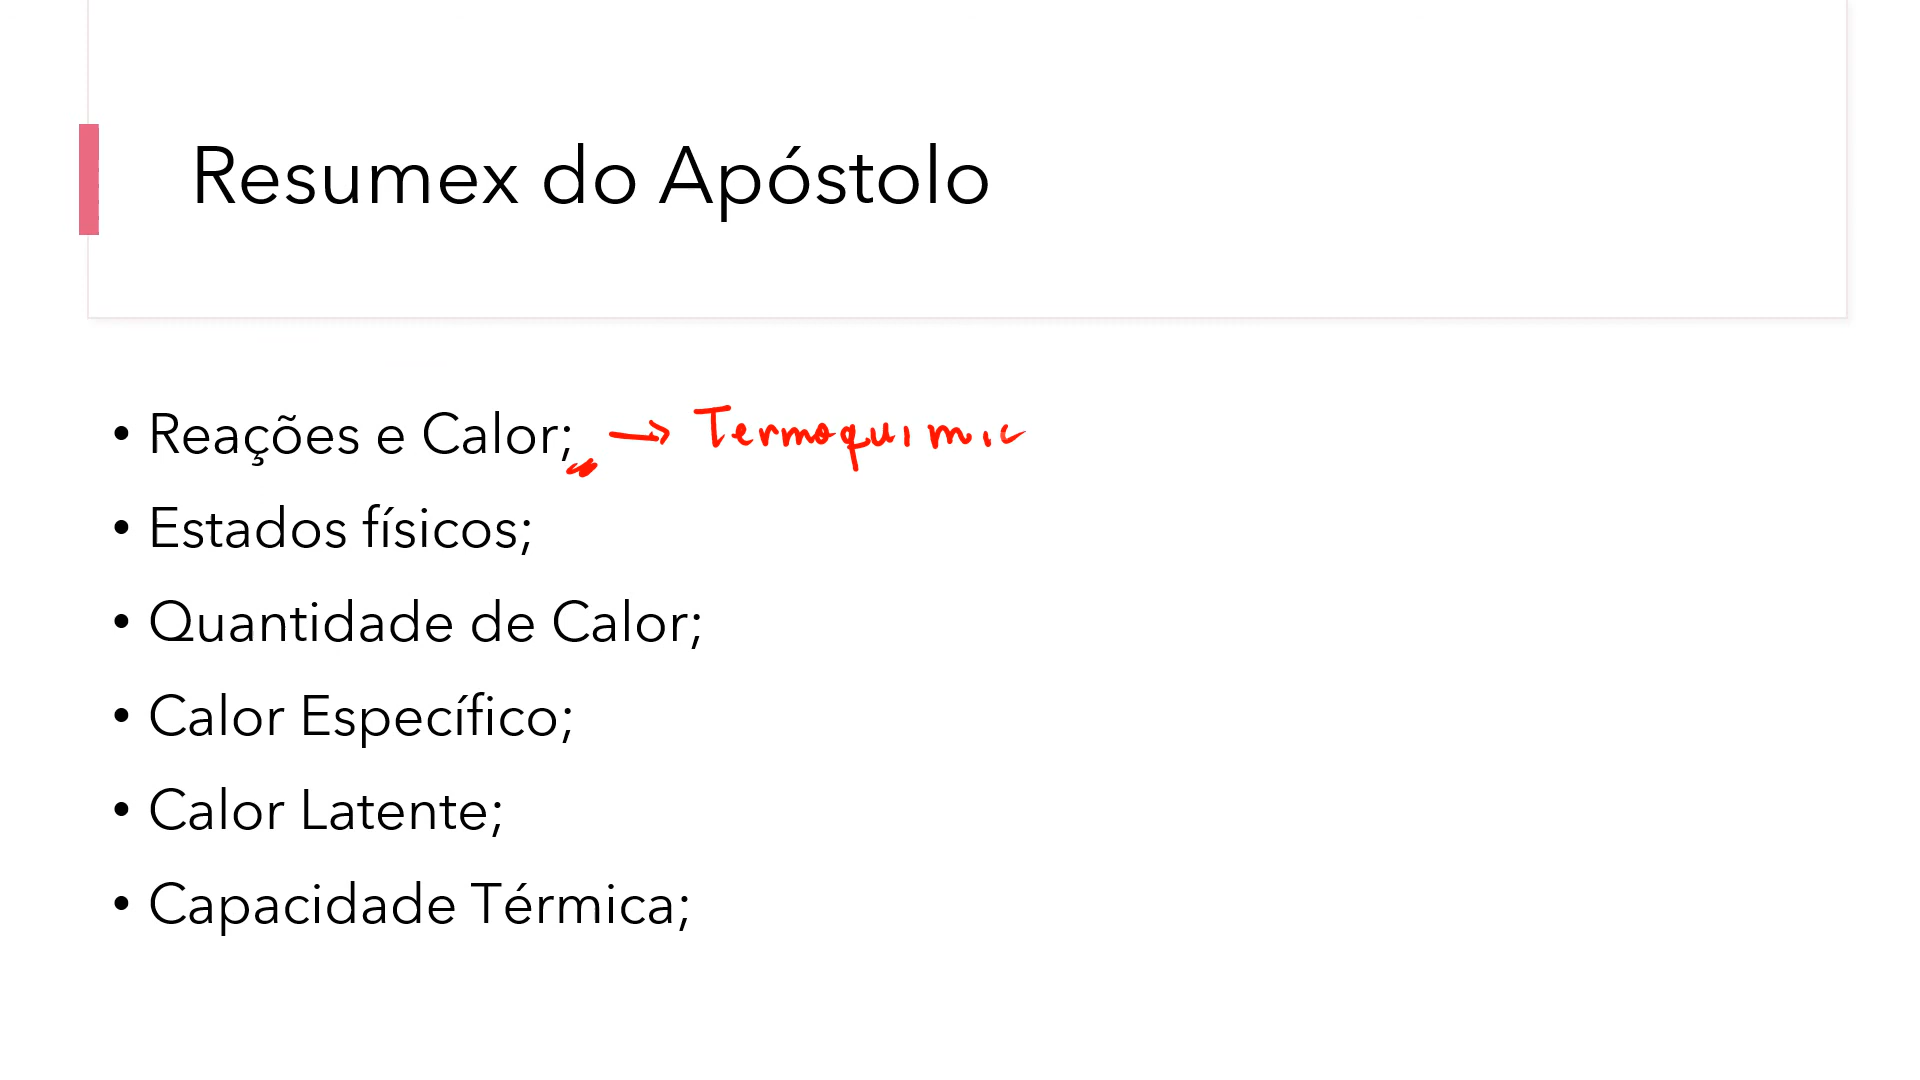 Resumex do Apóstolo
• Reações e Calor; → Termoquimic
• Estados físicos;
• Quantidade de Calor;
• Calor Específico;
• Calor Latente;
• Capacidade Térmica;